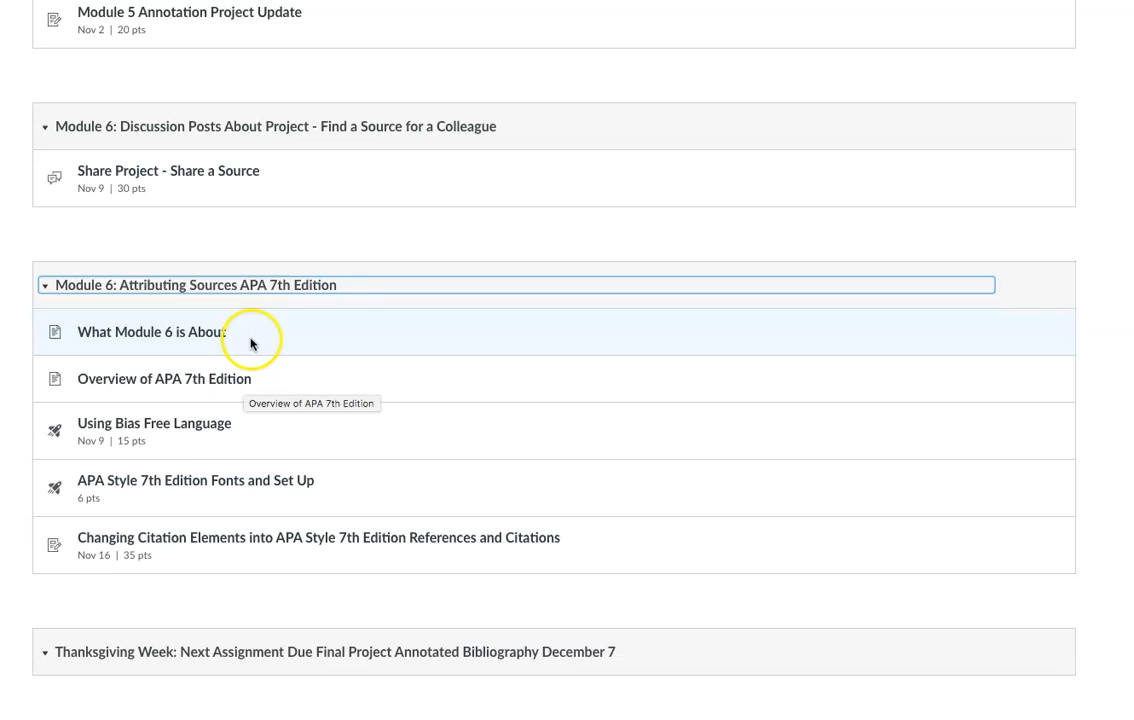 Module 5 Annotation Project Update
Nov 2 | 20 pts
Module 6: Discussion Posts About Project - Find a Source for a Colleague
Share Project - Share a Source
Nov 9 | 30 pts
Module 6: Attributing Sources APA 7th Edition
What Module 6 is About
Overview of APA 7th Edition
Overview of APA 7th Edition
Using Bias Free Language
Nov 9 | 15 pts
APA Style 7th Edition Fonts and Set Up
6 pts
Changing Citation Elements into APA Style 7th Edition References and Citations
Nov 16 | 35 pts
Thanksgiving Week: Next Assignment Due Final Project Annotated Bibliography December 7